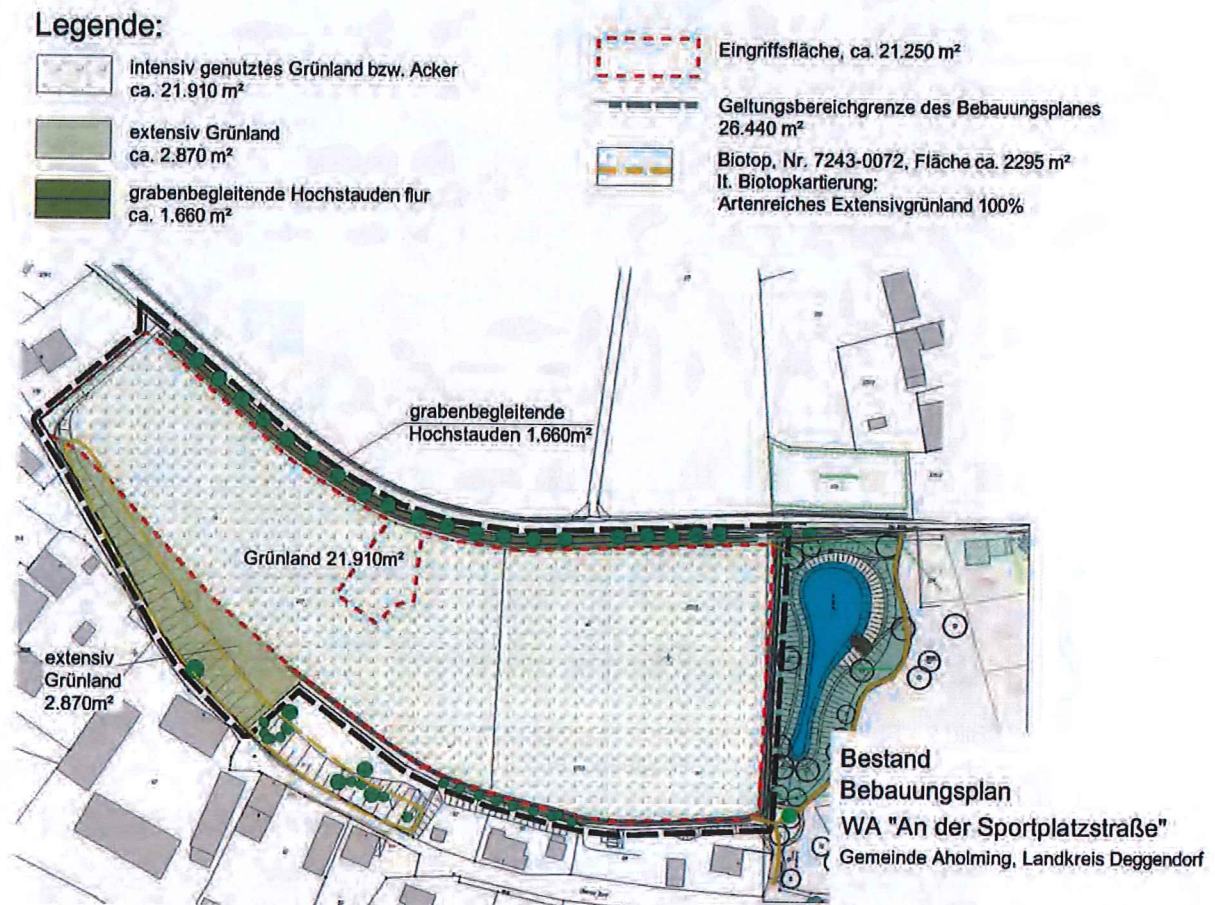 Legende:
intensiv genutztes Grünland bzw. Acker
ca. 21.910 m²
extensiv Grünland
ca. 2.870 m²
grabenbegleitende Hochstauden flur
ca. 1.660 m²
Eingriffsfläche, ca. 21.250 m²
Geltungsbereichgrenze des Bebauungsplanes
26.440 m²
Biotop, Nr. 7243-0072, Fläche ca. 2295 m²
lt. Biotopkartierung:
Artenreiches Extensivgrünland 100%
grabenbegleitende
Hochstauden 1.660m²
Grünland 21.910m²
extensiv
Grünland
2.870m²
Bestand
Bebauungsplan
WA "An der Sportplatzstraße"
Gemeinde Aholming, Landkreis Deggendorf